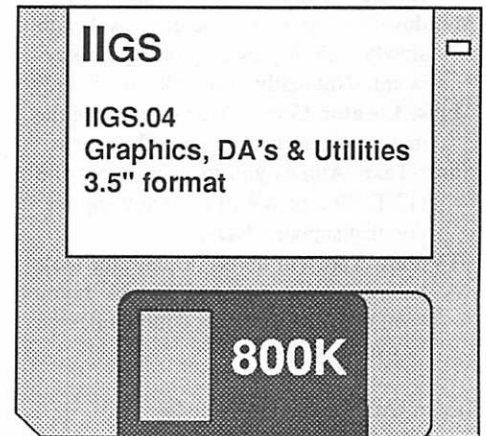 IIGS
IIGS.04
Graphics, DA's & Utilities
3.5" format
800K